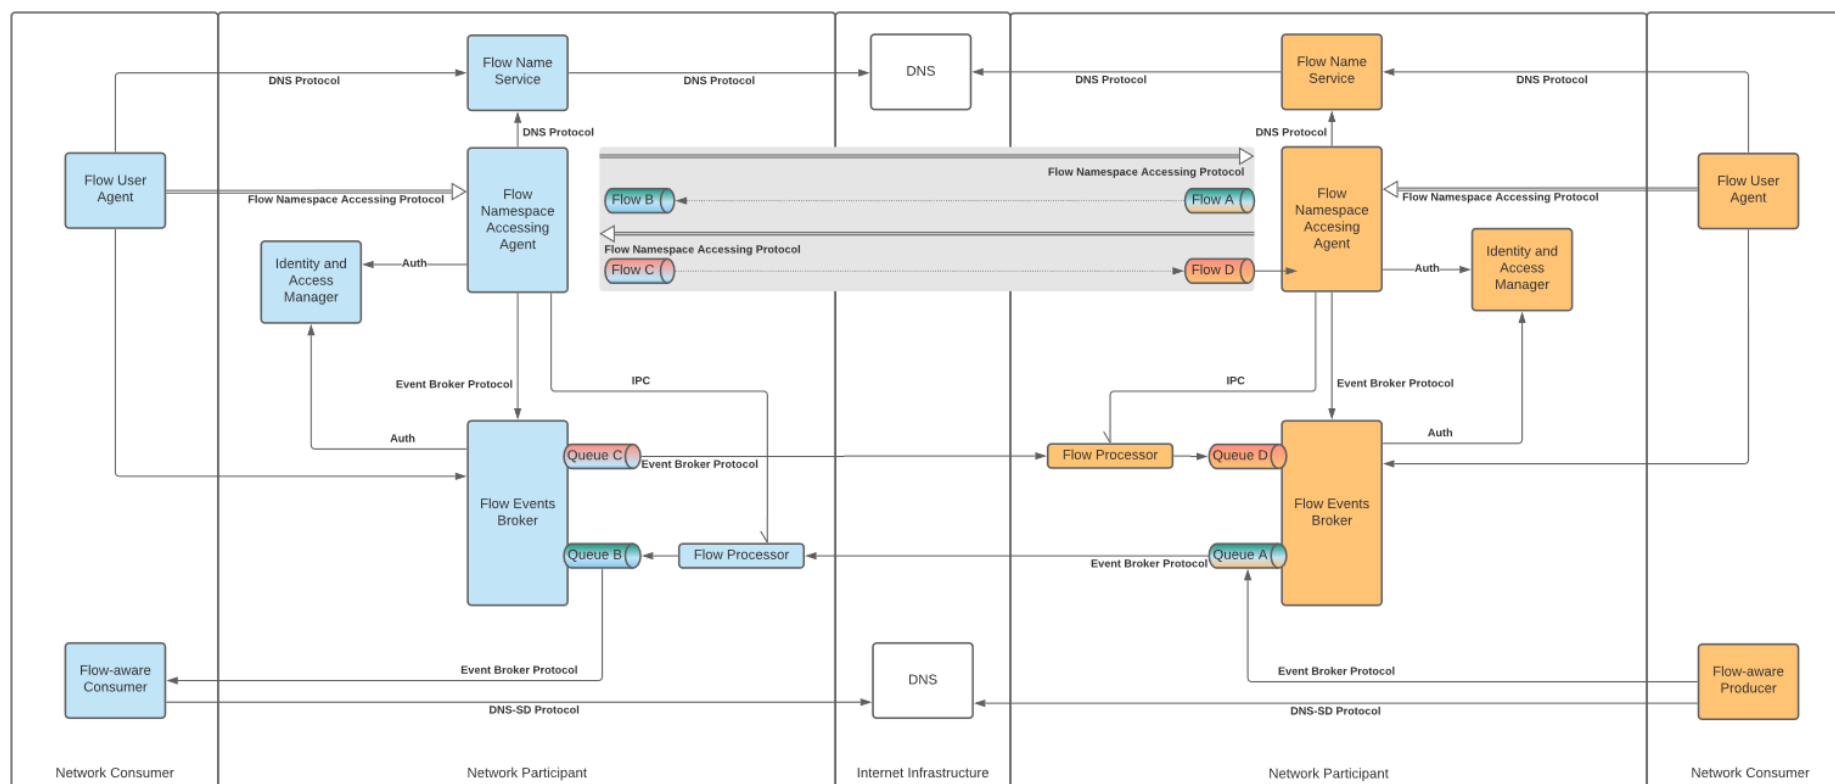 Flow Name
Service
DNS
Flow Name
Service
DNS Protocol
DNS Protocol
DNS Protocol
DNS Protocol
DNS Protocol
DNS Protocol
Flow User
Agent
Flow Namespace Accessing Protocol
Flow
Namespace
Accessing
Agent
Flow Namespace Accessing Protocol
Flow B
Flow A
Flow Namespace Accessing Protocol
Flow C
Flow D
Flow
Namespace
Accesing
Agent
Flow Namespace Accessing Protocol
Flow User
Agent
Identity and
Access
Manager
Auth
Auth
Identity and
Access
Manager
Event Broker Protocol
IPC
IPC
Event Broker Protocol
Auth
Auth
Queue C
Event Broker Protocol
Flow Processor
Queue D
Flow Events
Broker
Flow Events
Broker
Queue B
Flow Processor
Event Broker Protocol
Queue A
Flow-aware
Consumer
Event Broker Protocol
DNS-SD Protocol
DNS
Event Broker Protocol
DNS-SD Protocol
Flow-aware
Producer
Network Consumer
Network Participant
Internet Infrastructure
Network Participant
Network Consumer